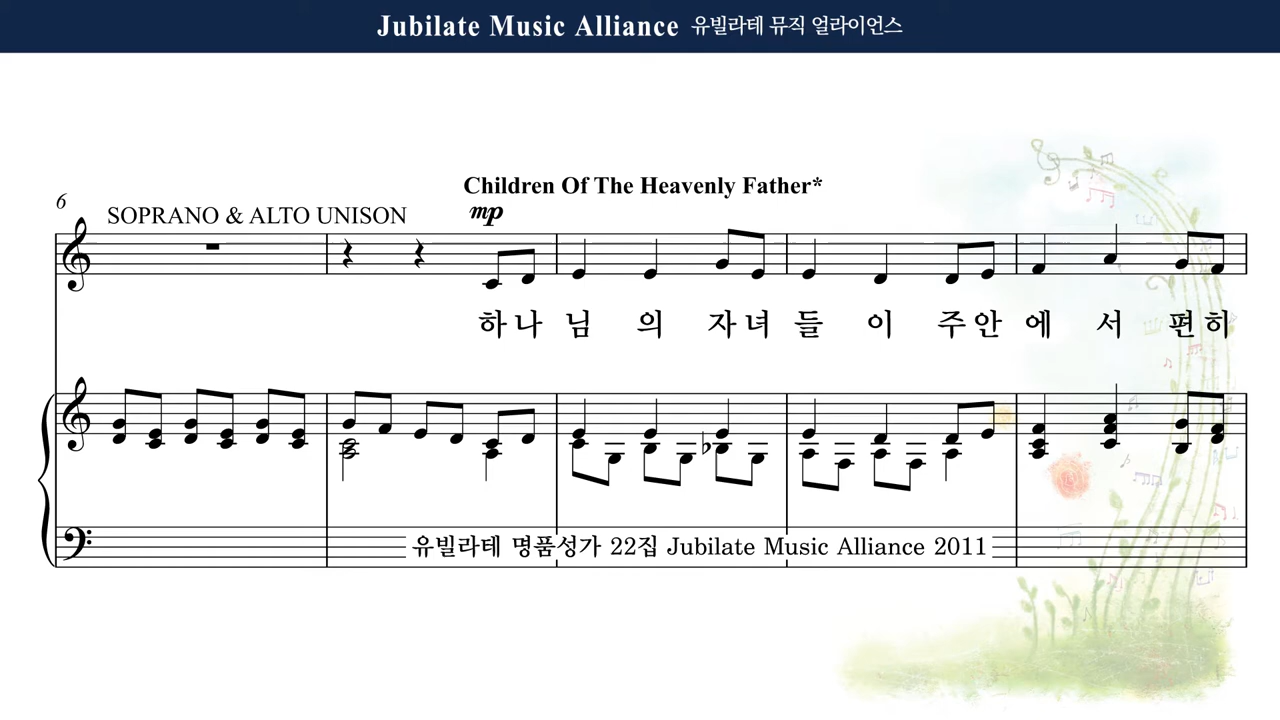 Jubilate Music Alliance 유빌라테 뮤직 얼라이언스
Children Of The Heavenly Father*
6
SOPRANO & ALTO UNISON
mp
하나 님 의 자녀 들 이 주안 에 서 편히
유빌라테 명품성가 22집 Jubilate Music Alliance 2011